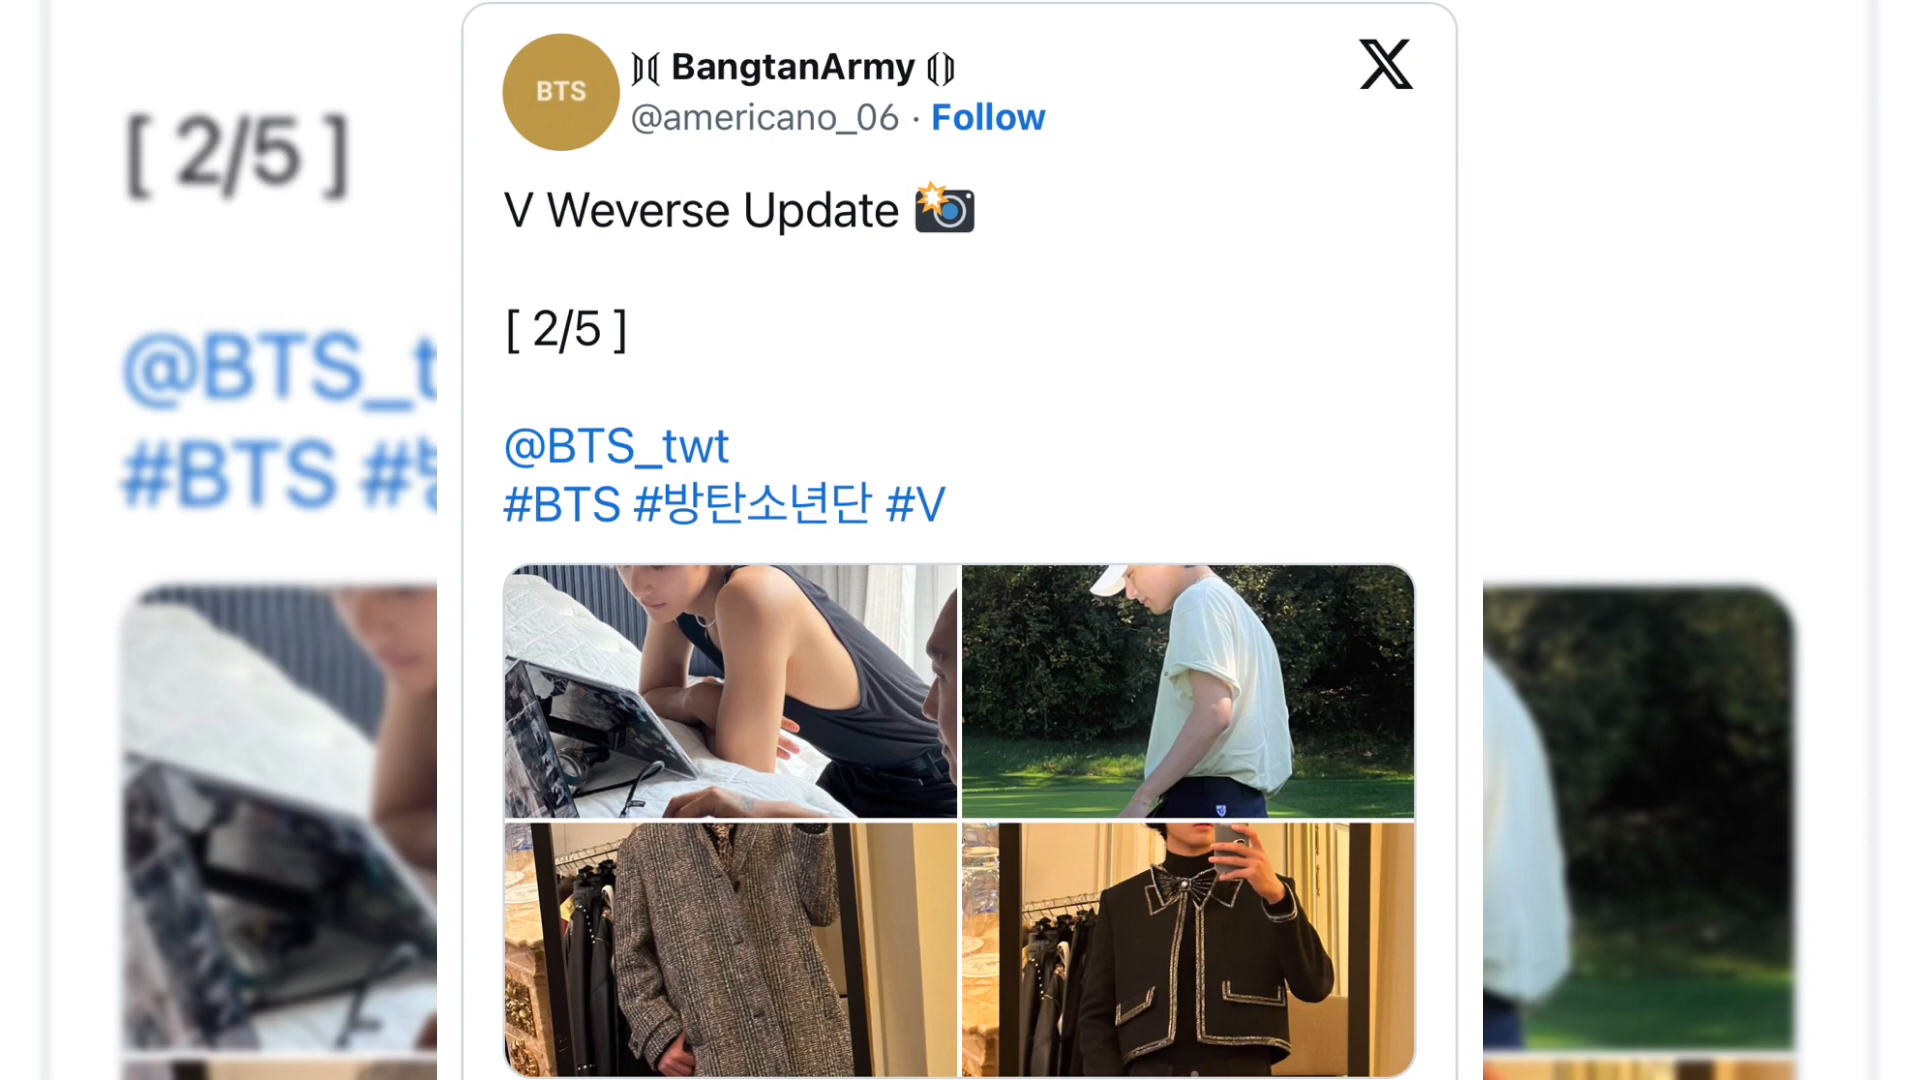 [ 2/5 ]
@BTS_t
#BTS #
BTS
BangtanArmy
@americano_06 · Follow
V Weverse Update 📸
[ 2/5 ]
@BTS_twt
#BTS #방탄소년단 #V